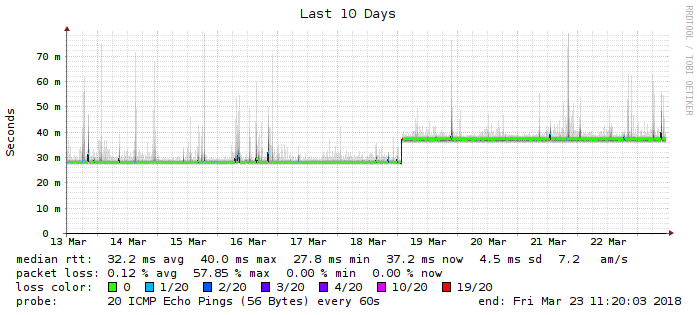 Last 10 Days
RRDTOOL / TOBI OETIKER
Seconds
70 m
60 m
50 m
40 m
30 m
20 m
10 m
0
13 Mar 14 Mar 15 Mar 16 Mar 17 Mar 18 Mar 19 Mar 20 Mar 21 Mar 22 Mar
median rtt: 32.2 ms avg 40.0 ms max 27.8 ms min 37.2 ms now 4.5 ms sd 7.2 am/s
packet loss: 0.12 % avg 57.85 % max 0.00 % min 0.00 % now
loss color: 0 1/20 2/20 3/20 4/20 10/20 19/20
probe: 20 ICMP Echo Pings (56 Bytes) every 60s end: Fri Mar 23 11:20:03 2018